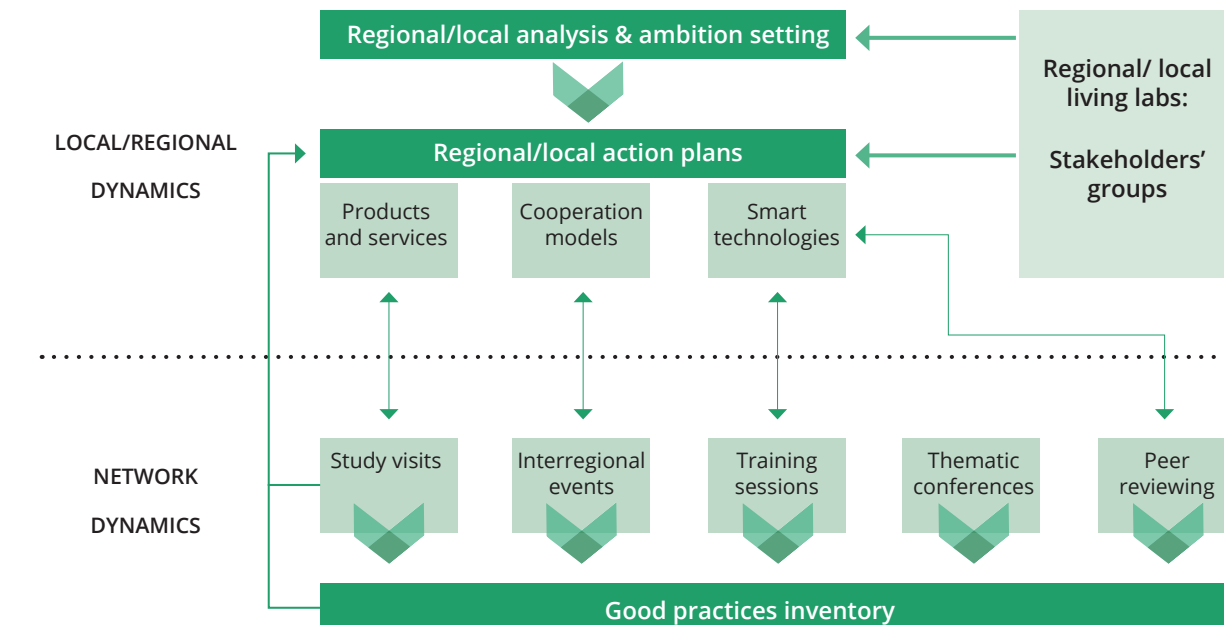 Regional/local analysis & ambition setting
Regional/ local
living labs:
Stakeholders’
groups
LOCAL/REGIONAL
DYNAMICS
Regional/local action plans
Products
and services
Cooperation
models
Smart
technologies
NETWORK
DYNAMICS
Study visits
Interregional
events
Training
sessions
Thematic
conferences
Peer
reviewing
Good practices inventory